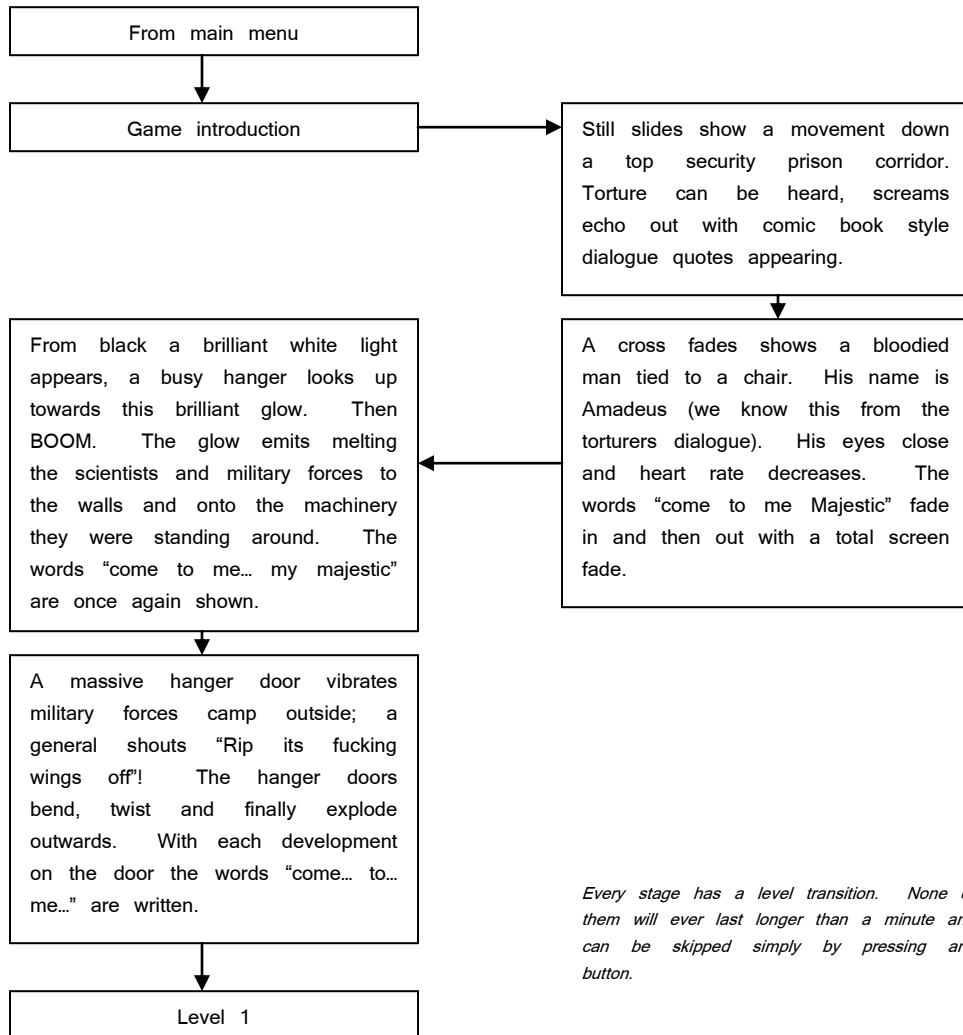 From main menu
Game introduction
Still slides show a movement down
a top security prison corridor.
Torture can be heard, screams
echo out with comic book style
dialogue quotes appearing.
A cross fades shows a bloodied
man tied to a chair. His name is
Amadeus (we know this from the
torturers dialogue). His eyes close
and heart rate decreases. The
words “come to me Majestic” fade
in and then out with a total screen
fade.
From black a brilliant white light
appears, a busy hanger looks up
towards this brilliant glow. Then
BOOM. The glow emits melting
the scientists and military forces to
the walls and onto the machinery
they were standing around. The
words “come to me… my majestic”
are once again shown.
A massive hanger door vibrates
military forces camp outside; a
general shouts “Rip its fucking
wings off”! The hanger doors
bend, twist and finally explode
outwards. With each development
on the door the words “come… to…
me…” are written.
Level 1
Every stage has a level transition. None
them will ever last longer than a minute
can be skipped simply by pressing
button.